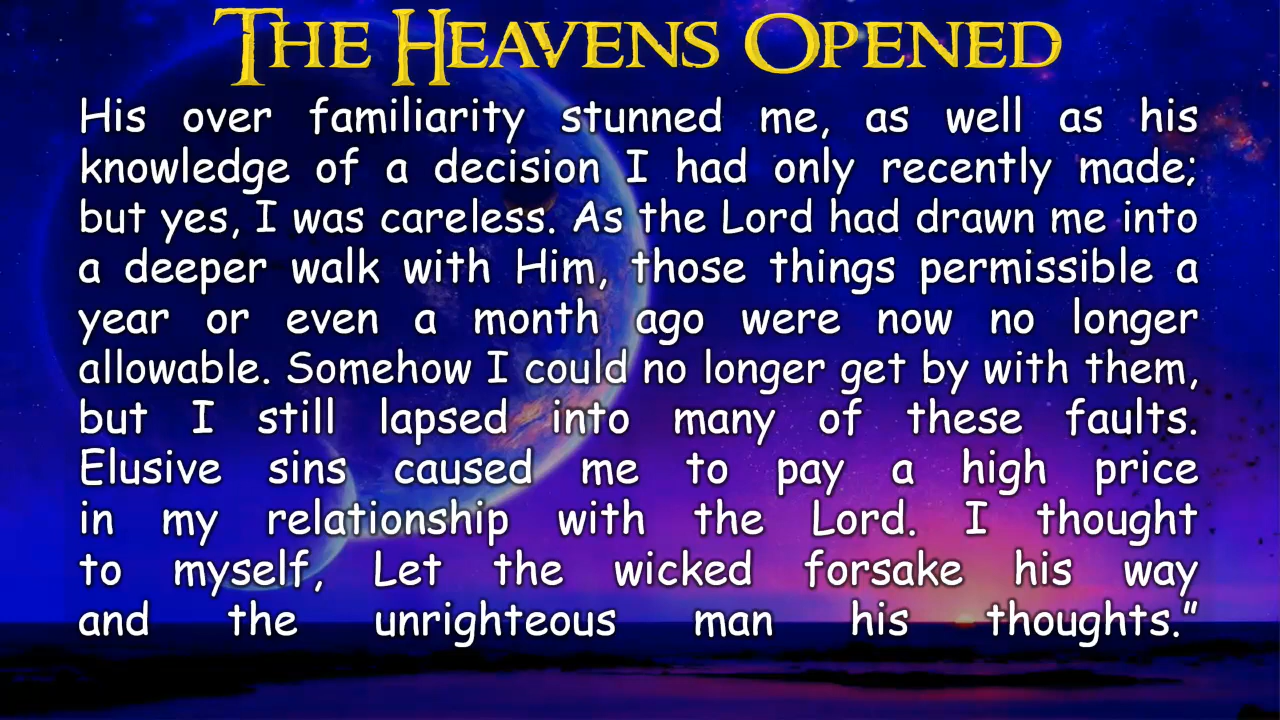 THE HEAVENS OPENED
His over familiarity stunned me, as well as his
knowledge of a decision I had only recently made;
but yes, I was careless. As the Lord had drawn me into
a deeper walk with Him, those things permissible a
year or even a month ago were now no longer
allowable. Somehow I could no longer get by with them,
but I still lapsed into many of these faults.
Elusive sins caused me to pay a high price
in my relationship with the Lord. I thought
to myself, Let the wicked forsake his way
and the unrighteous man his thoughts.”